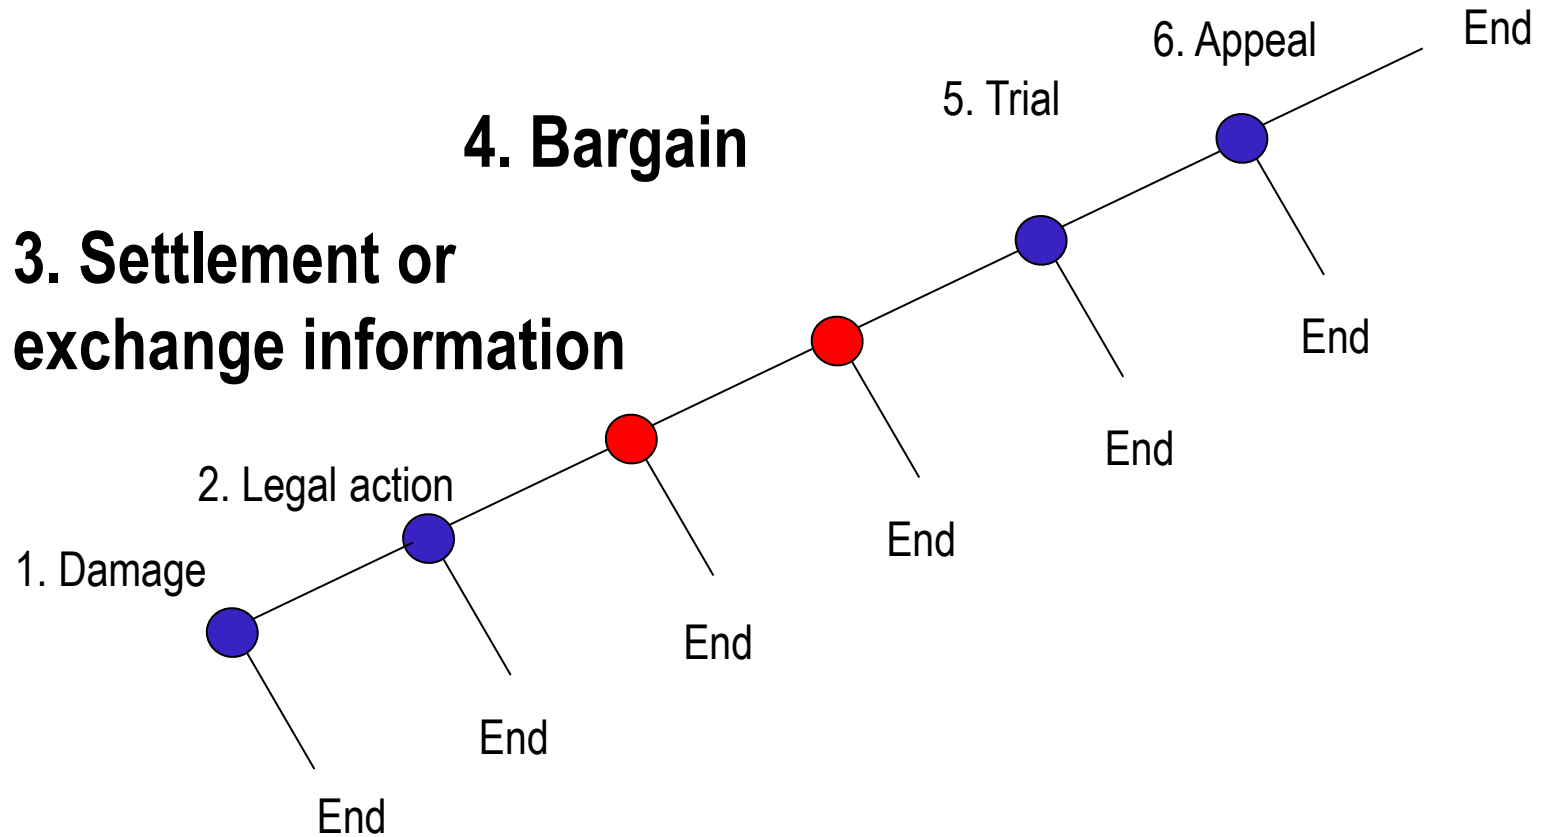 1. Damage
2. Legal action
3. Settlement or
exchange information
4. Bargain
5. Trial
6. Appeal
End
End
End
End
End
End
End